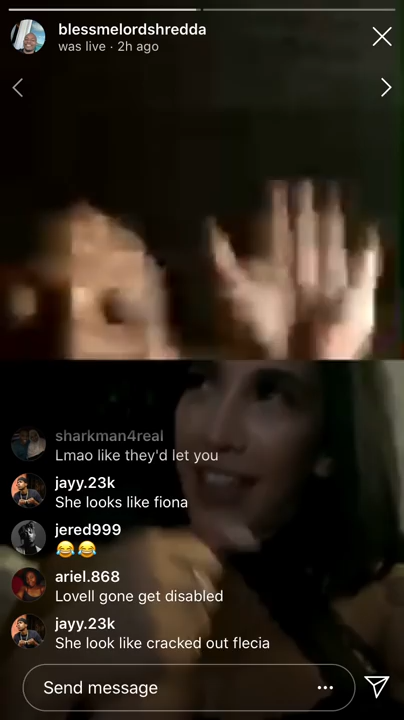 blessmelordshredda
was live · 2h ago
sharkman4real
Lmao like they'd let you
jayy.23k
She looks like fiona
jered999
😂😂
ariel.868
Lovell gone get disabled
jayy.23k
She look like cracked out flecia
Send message